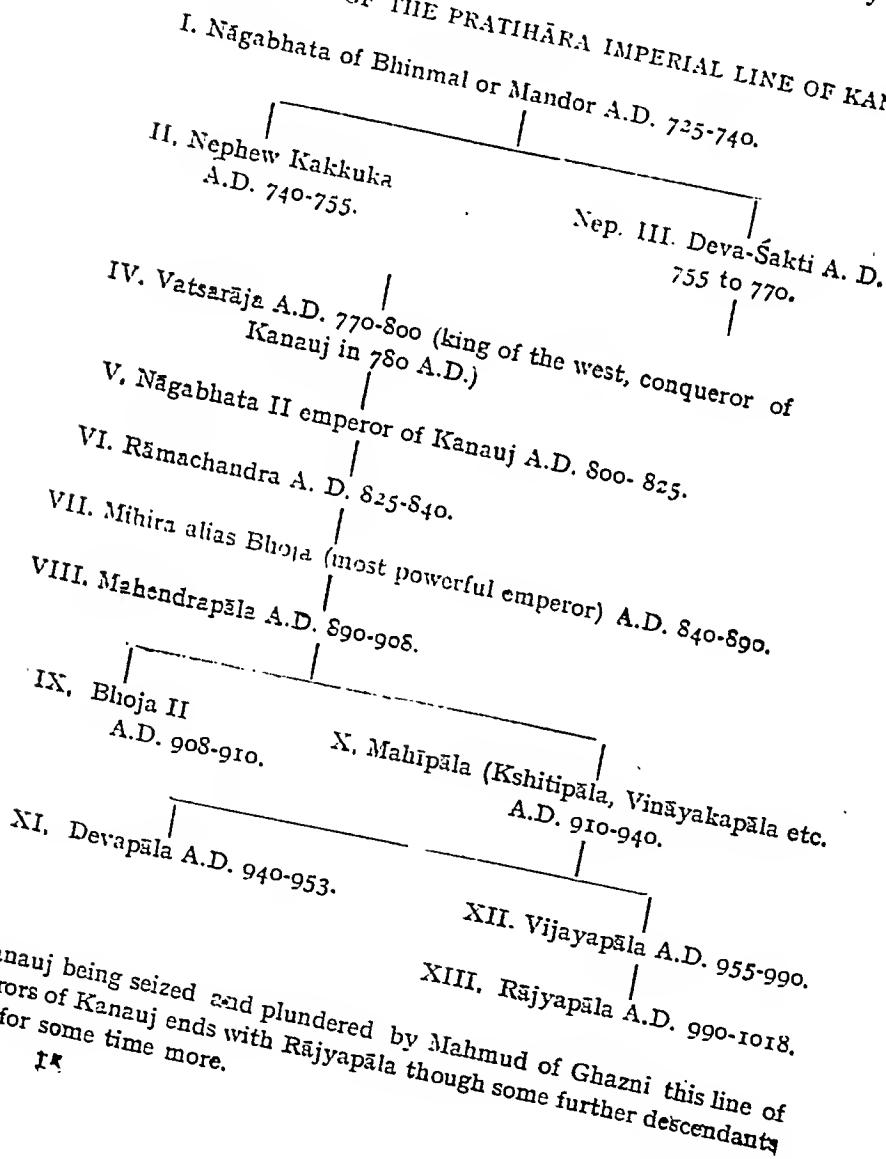 OF THE PRATIHĀRA IMPERIAL LINE OF
I. Nāgabhata of Bhinmal or Mandor A.D. 725-740.
II. Nephew Kakkuka
A.D. 740-755.
Nep. III. Deva-Śakti A. D.
755 to 770.
IV. Vatsarāja A.D. 770-800 (king of the west, conqueror of
Kanauj in 780 A.D.)
V. Nāgabhata II emperor of Kanauj A.D. 800- 825.
VI. Rāmachandra A. D. 825-840.
VII. Mihira alias Bhoja (most powerful emperor) A.D. 840-890.
VIII. Mahendrapāla A.D. 890-908.
IX. Bhoja II
A.D. 908-910.
X. Mahīpāla (Kshitipāla, Vināyakapāla etc.
A.D. 910-940.
XI. Devapāla A.D. 940-953.
XII. Vijayapāla A.D. 955-990.
XIII. Rājyapāla A.D. 990-1018.
being seized and plundered by Mahmud of Ghazni this line of
of Kanauj ends with Rājyapāla though some further descendants
for some time more.